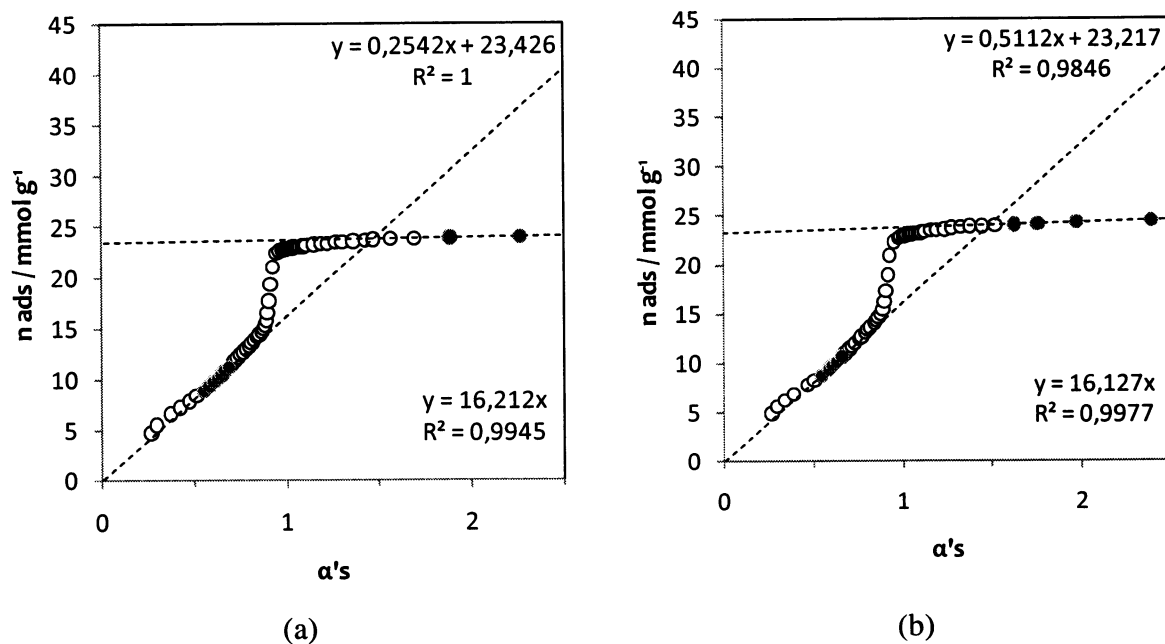 45
40
35
30
25
20
15
10
5
0
n ads / mmol g⁻¹
y = 0,2542x + 23,426
R² = 1
y = 16,212x
R² = 0,9945
0
1
2
α's
(a)
45
40
35
30
25
20
15
10
5
0
n ads / mmol g⁻¹
y = 0,5112x + 23,217
R² = 0,9846
y = 16,127x
R² = 0,9977
0
1
2
α's
(b)